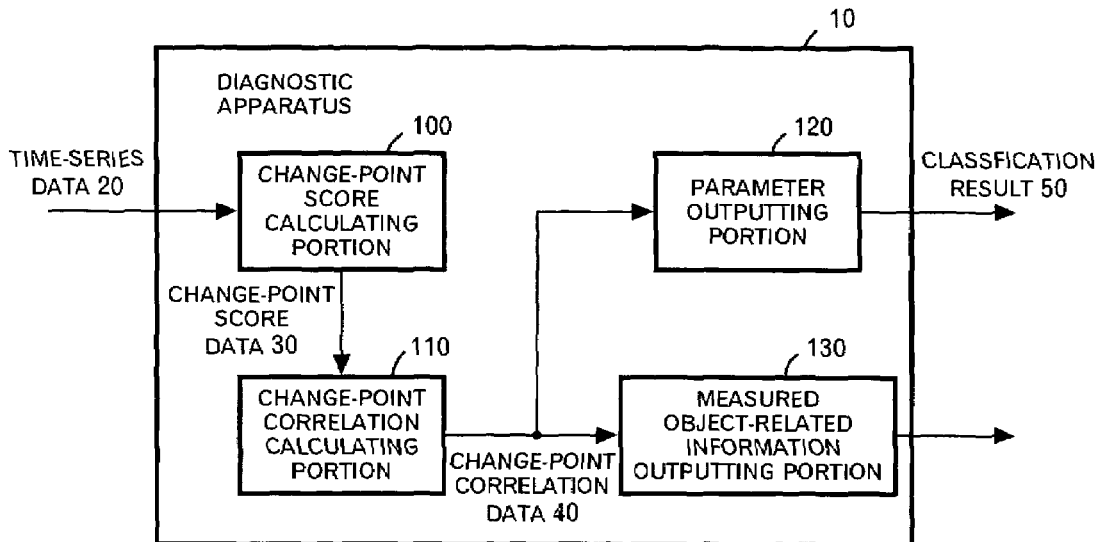 10
DIAGNOSTIC
APPARATUS
100
120
TIME-SERIES
DATA 20
CHANGE-POINT
SCORE
CALCULATING
PORTION
PARAMETER
OUTPUTTING
PORTION
CLASSFICATION
RESULT 50
CHANGE-POINT
SCORE
DATA 30
110
130
CHANGE-POINT
CORRELATION
CALCULATING
PORTION
MEASURED
OBJECT-RELATED
INFORMATION
OUTPUTTING PORTION
CHANGE-POINT
CORRELATION
DATA 40